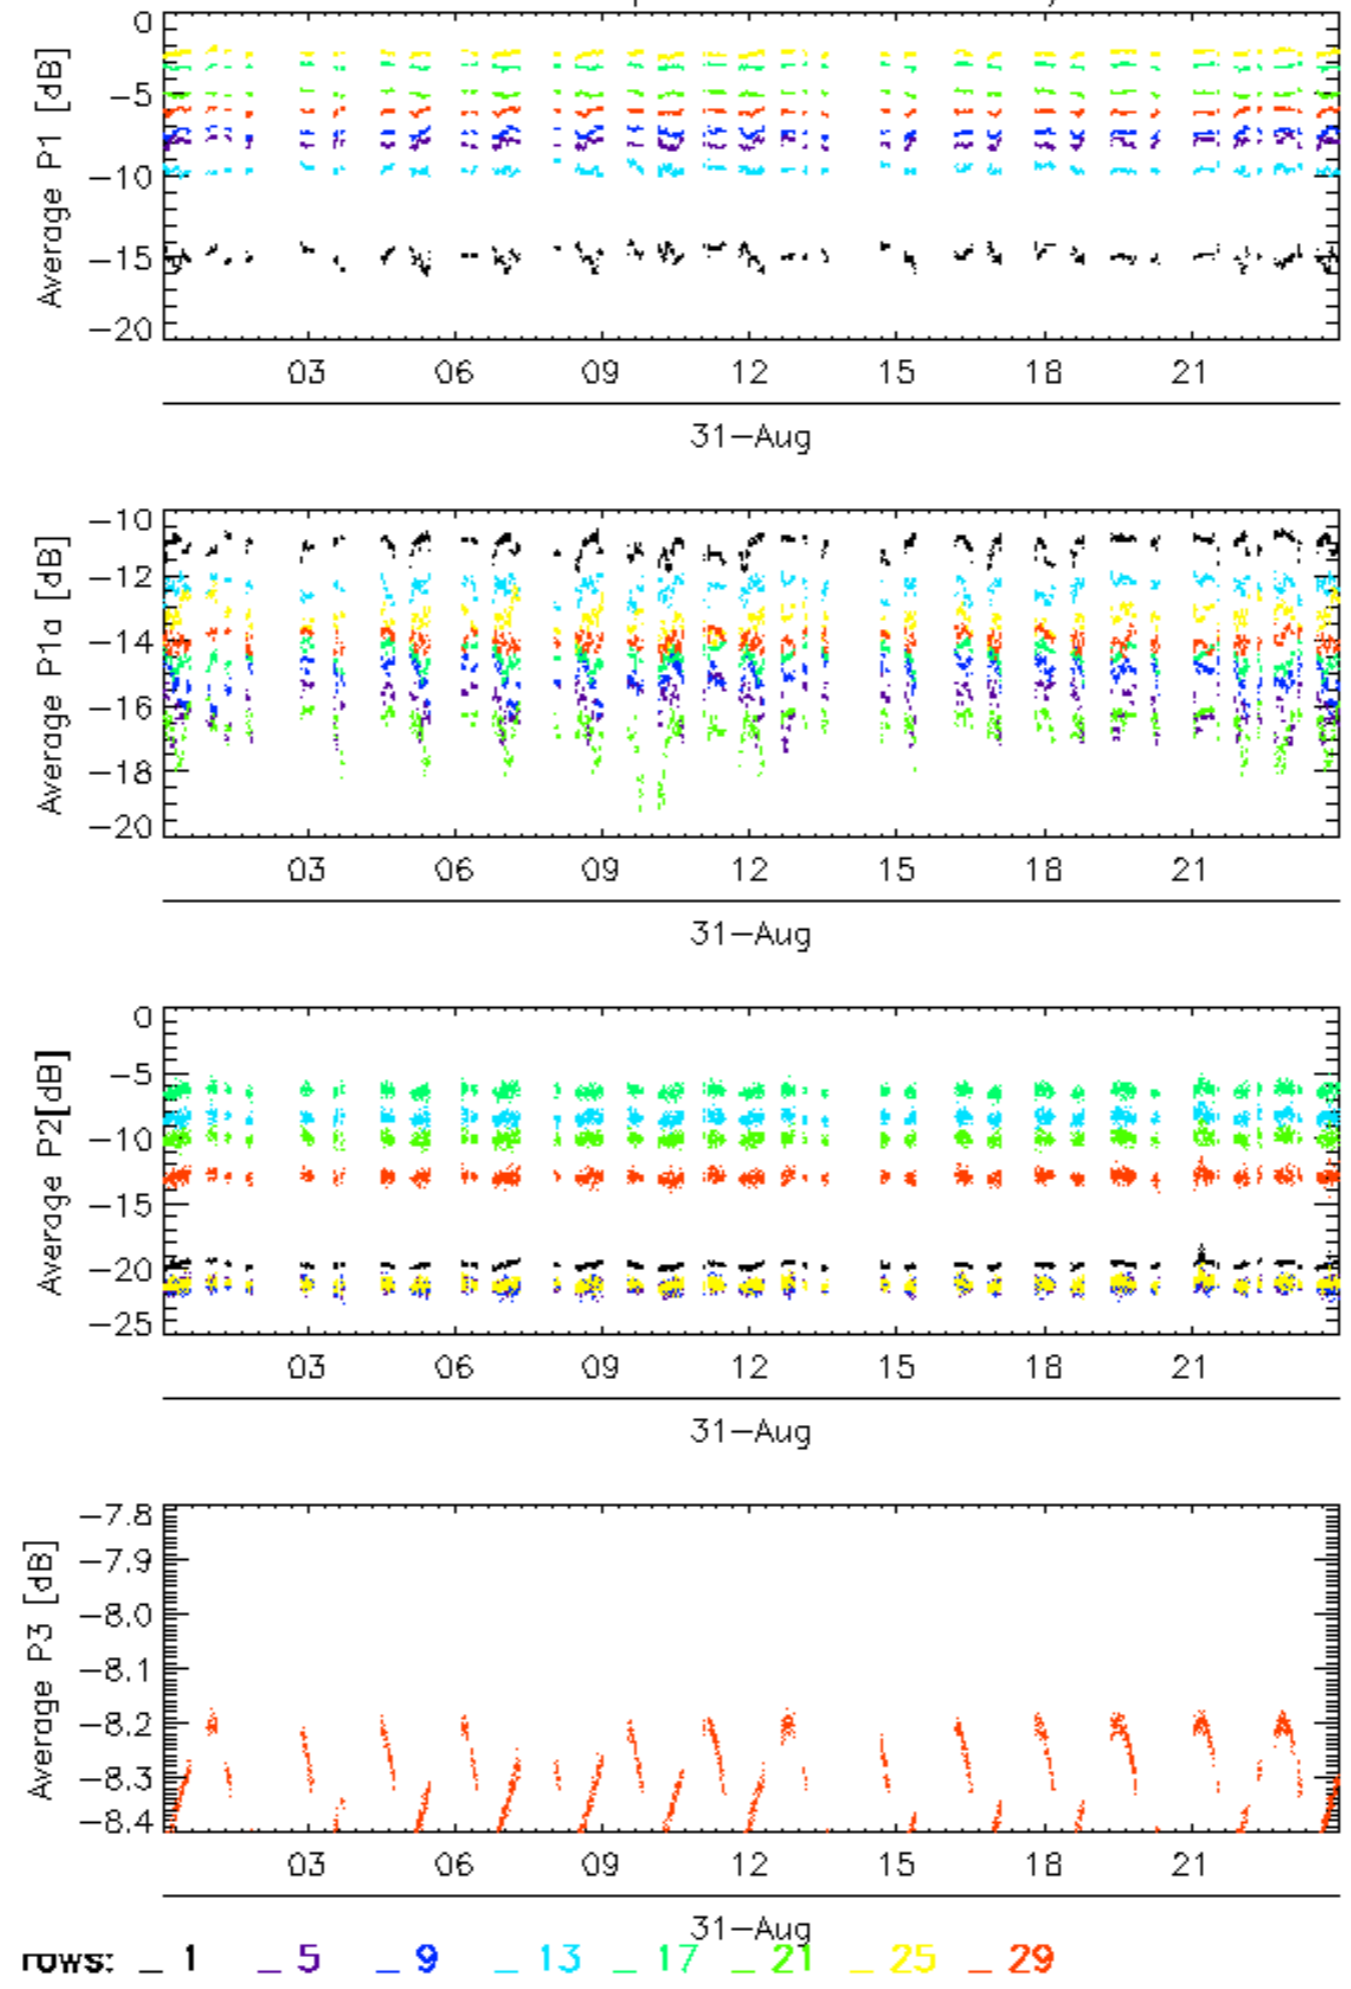 0
−5
−10
−15
−20
Average P1 [dB]
03 06 09 12 15 18 21
31−Aug
−10
−12
−14
−16
−18
−20
Average P1a [dB]
03 06 09 12 15 18 21
31−Aug
0
−5
−10
−15
−20
−25
Average P2[dB]
03 06 09 12 15 18 21
31−Aug
−7.8
−7.9
−8.0
−8.1
−8.2
−8.3
−8.4
Average P3 [dB]
03 06 09 12 15 18 21
31−Aug
rows: _ 1 _ 5 _ 9 _ 13 _ 17 _ 21 _ 25 _ 29